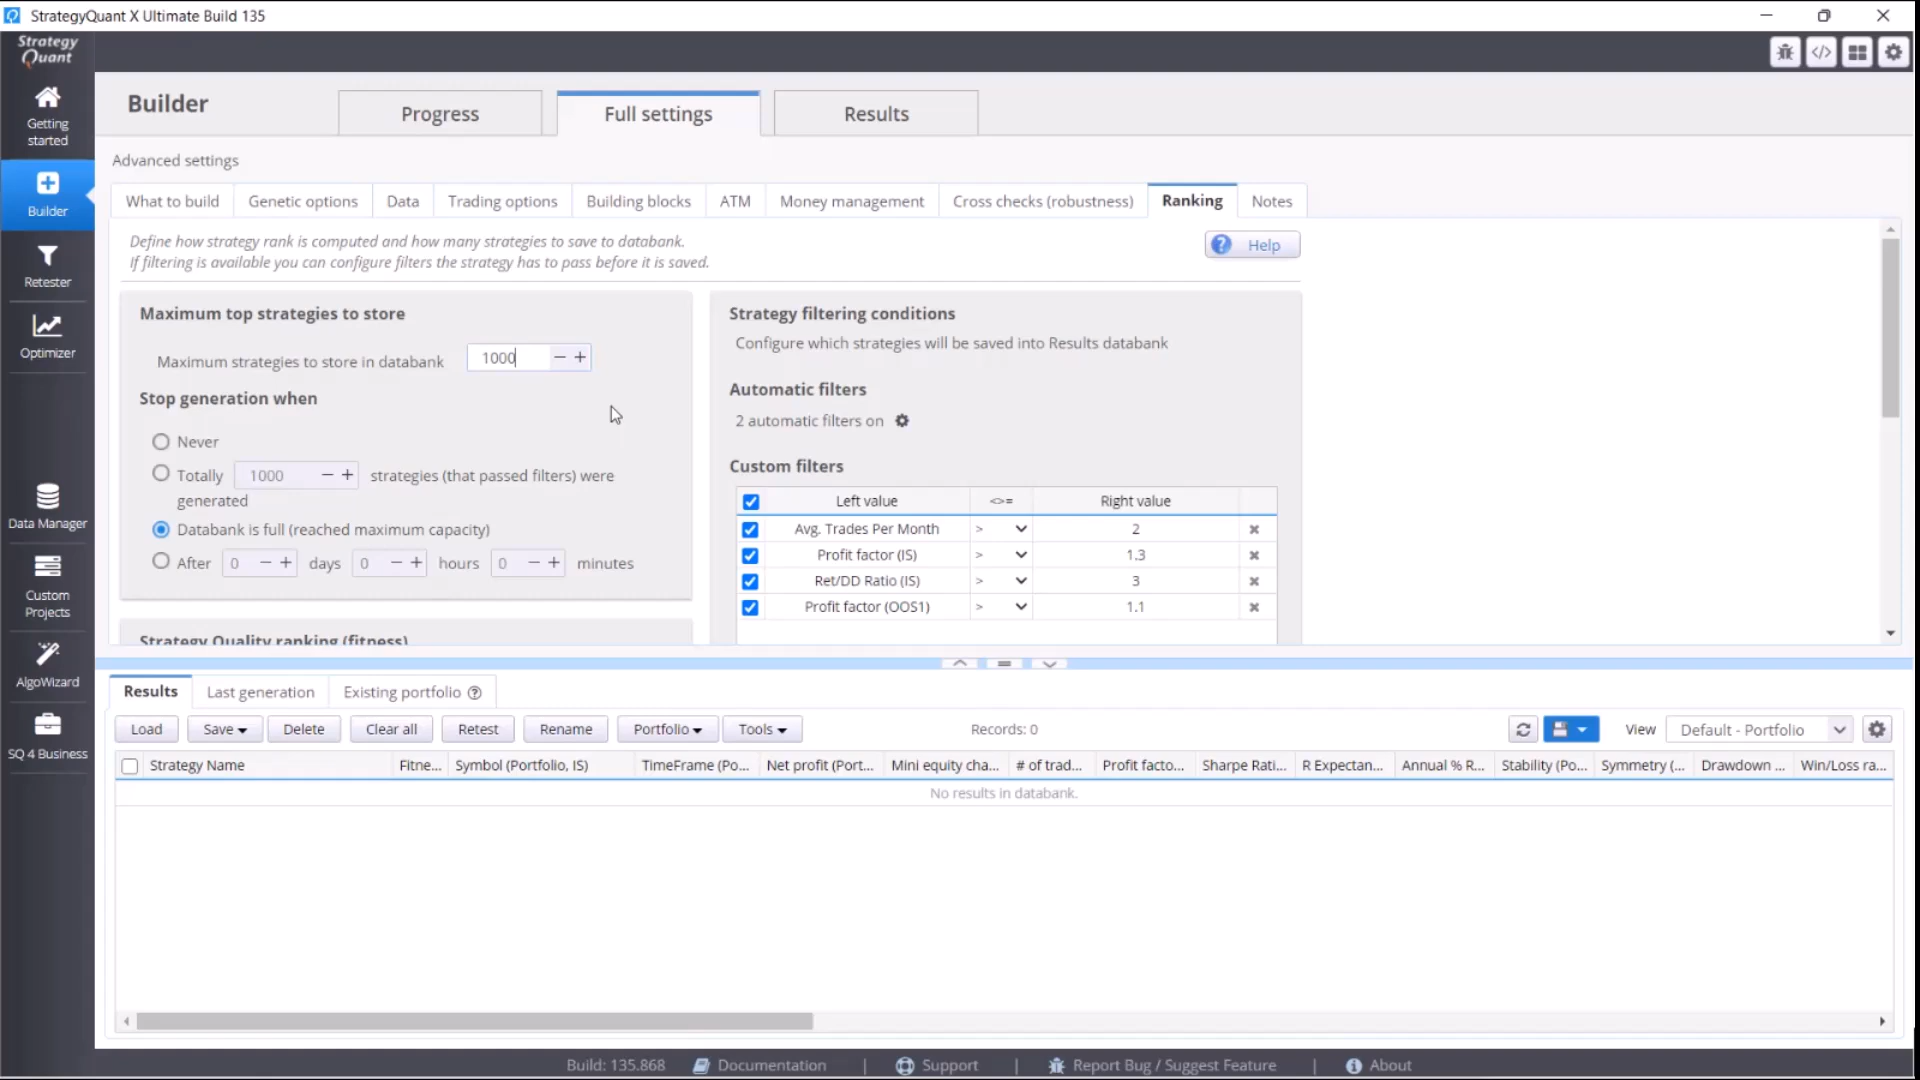 StrategyQuant X Ultimate Build 135
Strategy
Quant
Getting
started
Builder
Retester
Optimizer
Data Manager
Custom
Projects
AlgoWizard
SQ 4 Business
Builder
Progress
Full settings
Results
Advanced settings
What to build
Genetic options
Data
Trading options
Building blocks
ATM
Money management
Cross checks (robustness)
Ranking
Notes
Define how strategy rank is computed and how many strategies to save to databank.
If filtering is available you can configure filters the strategy has to pass before it is saved.
Help
Maximum top strategies to store
Maximum strategies to store in databank 1000 − +
Stop generation when
Never
Totally 1000 − + strategies (that passed filters) were
generated
Databank is full (reached maximum capacity)
After 0 − + days 0 − + hours 0 − + minutes
Strategy Quality ranking (fitness)
Strategy filtering conditions
Configure which strategies will be saved into Results databank
Automatic filters
2 automatic filters on
Custom filters
Left value <>= Right value
Avg. Trades Per Month > 2
Profit factor (IS) > 1.3
Ret/DD Ratio (IS) > 3
Profit factor (OOS1) > 1.1
Results
Last generation
Existing portfolio
Load
Save
Delete
Clear all
Retest
Rename
Portfolio
Tools
Records: 0
View
Default - Portfolio
Strategy Name
Fitne...
Symbol (Portfolio, IS)
TimeFrame (Po...
Net profit (Port...
Mini equity cha...
# of trad...
Profit facto...
Sharpe Rati...
R Expectan...
Annual % R...
Stability (Po...
Symmetry (...
Drawdown ...
Win/Loss ra...
No results in databank.
Build: 135.868
Documentation
|
Support
|
Report Bug / Suggest Feature
|
About